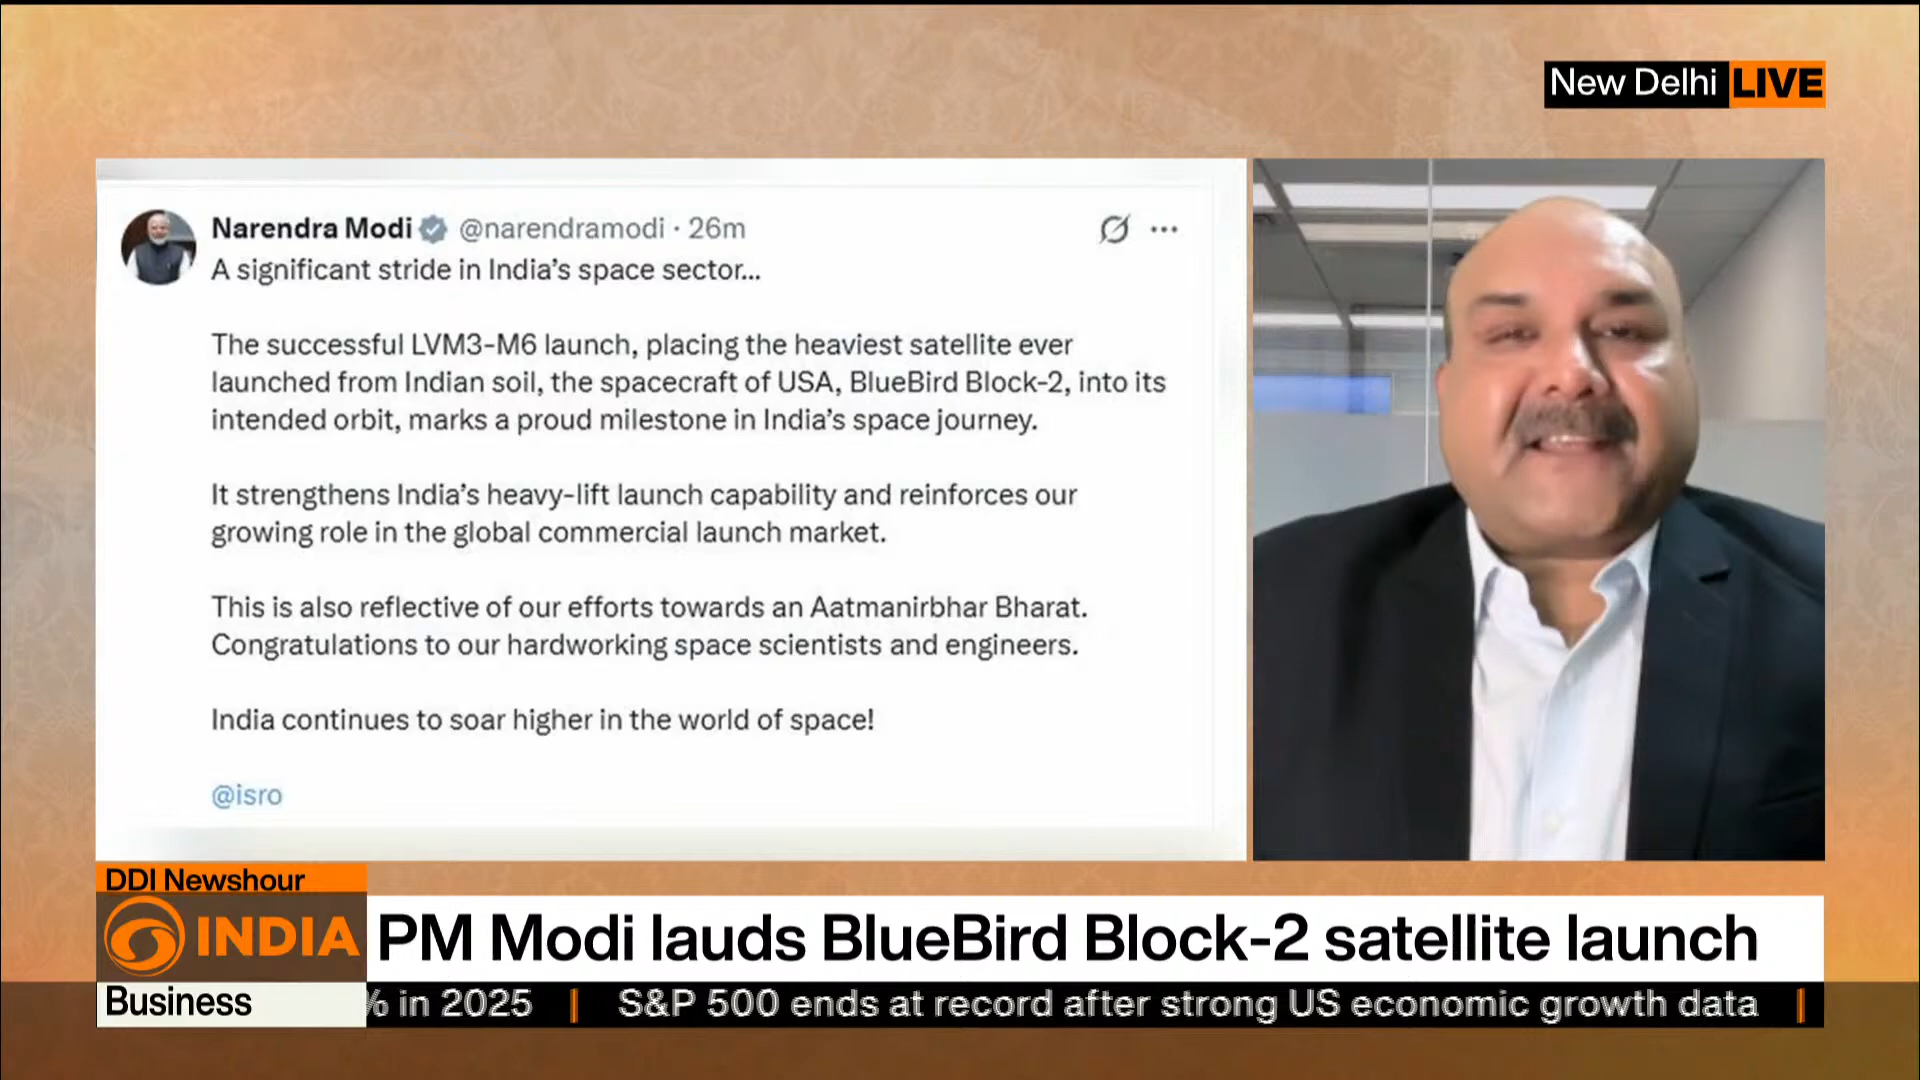 New Delhi LIVE
Narendra Modi @narendramodi · 26m
A significant stride in India's space sector...
The successful LVM3-M6 launch, placing the heaviest satellite ever
launched from Indian soil, the spacecraft of USA, BlueBird Block-2, into its
intended orbit, marks a proud milestone in India's space journey.
It strengthens India's heavy-lift launch capability and reinforces our
growing role in the global commercial launch market.
This is also reflective of our efforts towards an Aatmanirbhar Bharat.
Congratulations to our hardworking space scientists and engineers.
India continues to soar higher in the world of space!
@isro
DDI Newshour
INDIA
PM Modi lauds BlueBird Block-2 satellite launch
Business
% in 2025 | S&P 500 ends at record after strong US economic growth data |